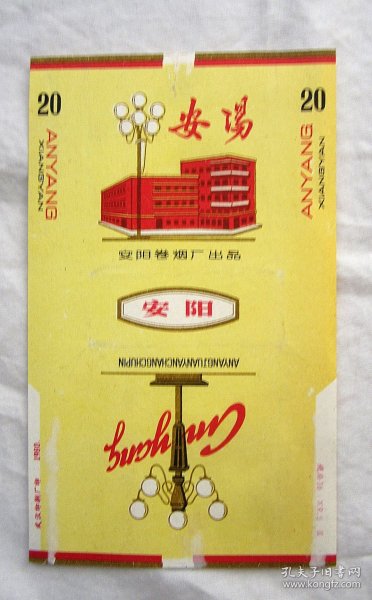 20
20
安陽
ANYANG
XIANGYAN
ANYANG
XIANGYAN
安阳卷烟厂出品
安阳
ANYANGJUANYANCHANGCHUPIN
Anyang
孔夫子旧书网
www.kongfz.com